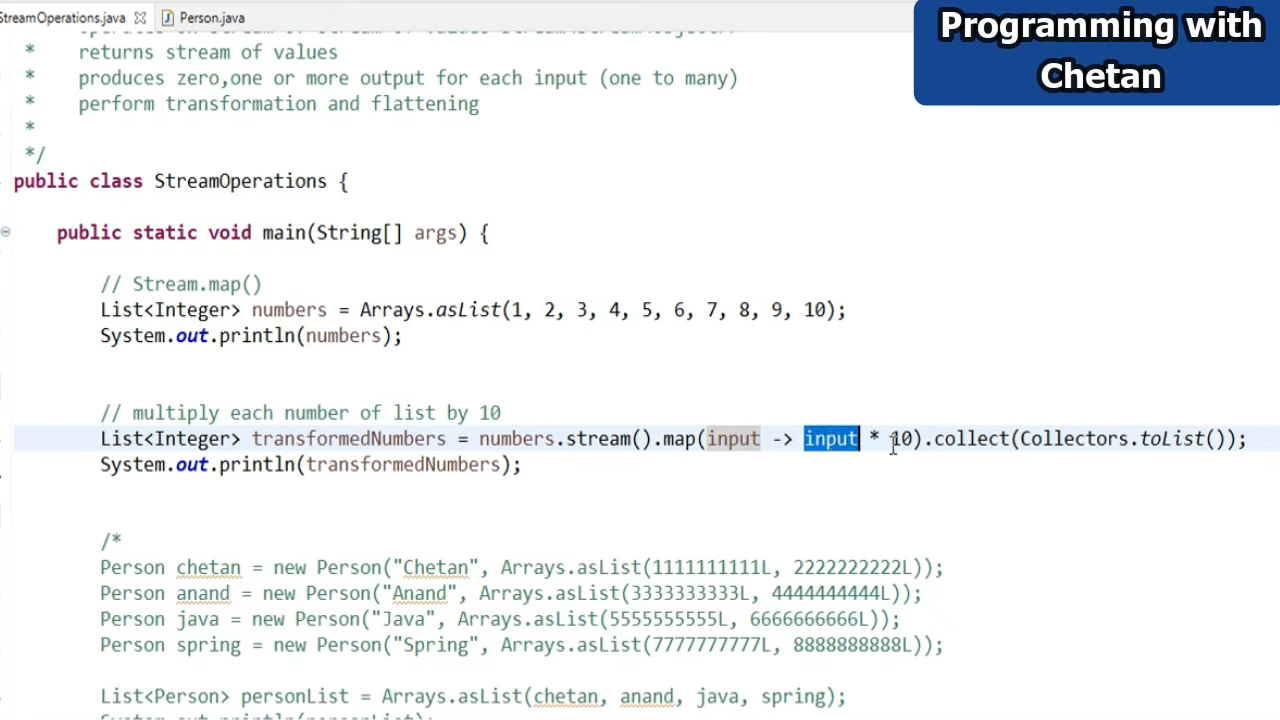 StreamOperations.java
Person.java
Programming with
Chetan
* returns stream of values
* produces zero,one or more output for each input (one to many)
* perform transformation and flattening
*
*/
public class StreamOperations {
public static void main(String[] args) {
// Stream.map()
List<Integer> numbers = Arrays.asList(1, 2, 3, 4, 5, 6, 7, 8, 9, 10);
System.out.println(numbers);
// multiply each number of list by 10
List<Integer> transformedNumbers = numbers.stream().map(input -> input * 10).collect(Collectors.toList());
System.out.println(transformedNumbers);
/*
Person chetan = new Person("Chetan", Arrays.asList(1111111111L, 2222222222L));
Person anand = new Person("Anand", Arrays.asList(3333333333L, 4444444444L));
Person java = new Person("Java", Arrays.asList(5555555555L, 6666666666L));
Person spring = new Person("Spring", Arrays.asList(7777777777L, 8888888888L));
List<Person> personList = Arrays.asList(chetan, anand, java, spring);